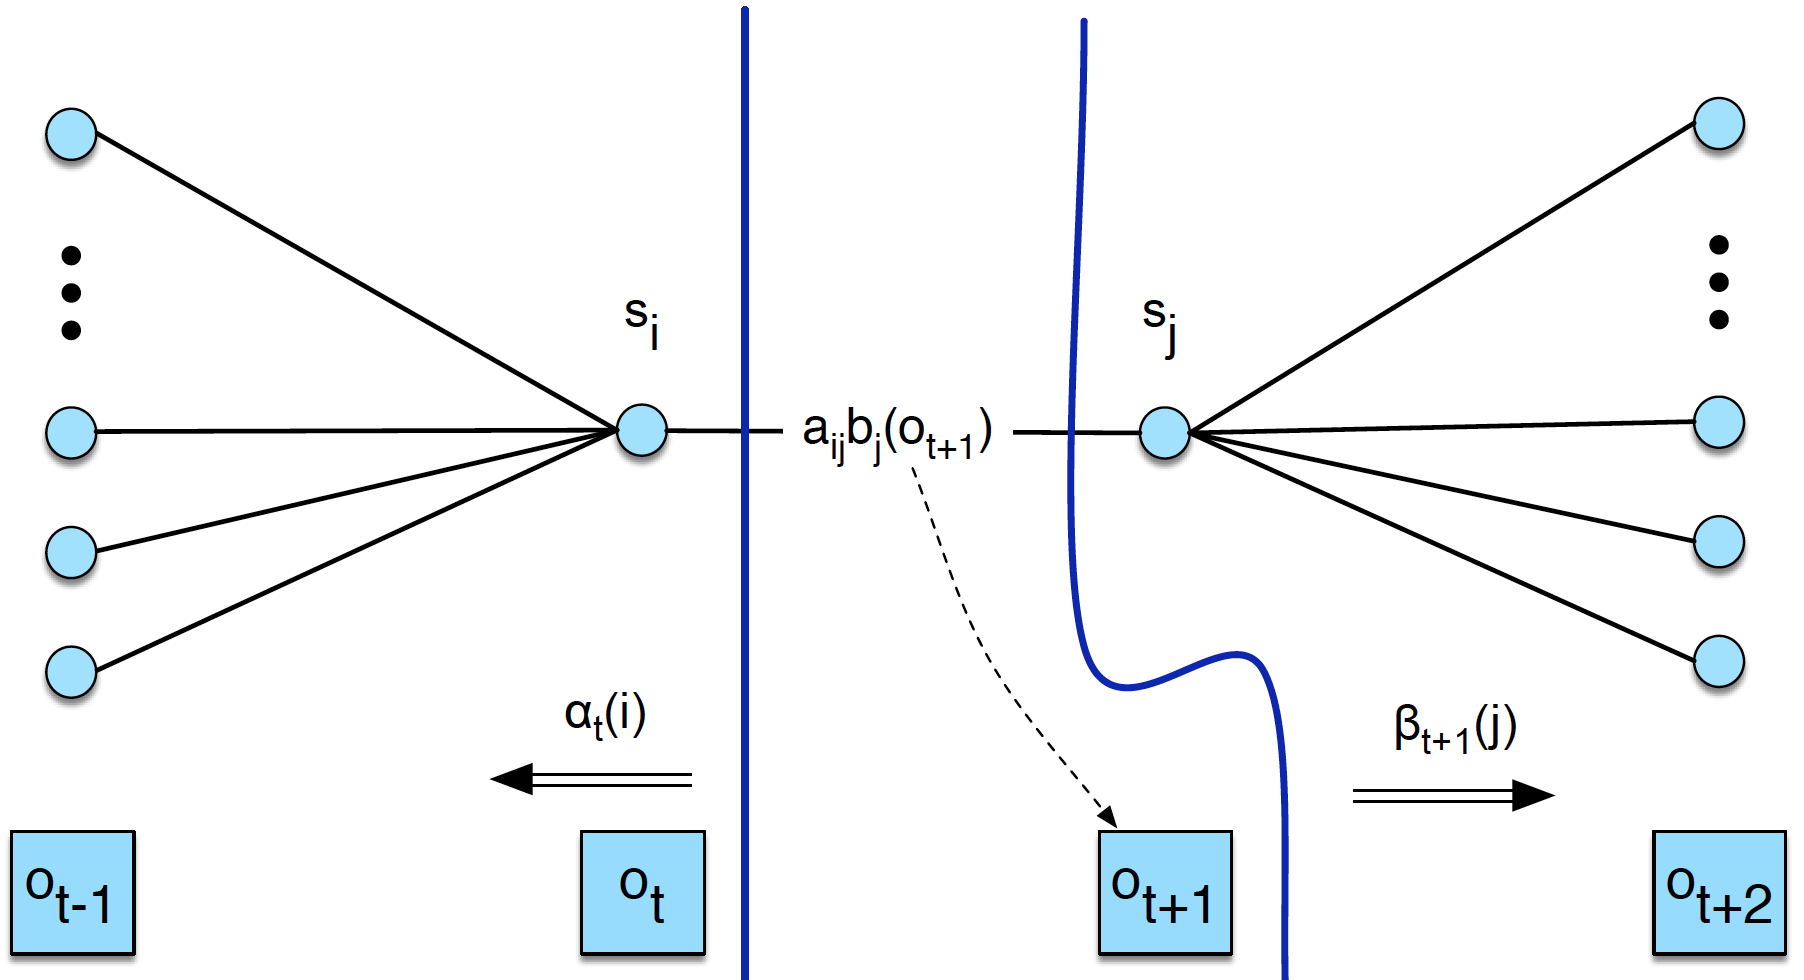 sᵢ
sⱼ
aᵢⱼbⱼ(oₜ₊₁)
αₜ(i)
βₜ₊₁(j)
oₜ₋₁
oₜ
oₜ₊₁
oₜ₊₂